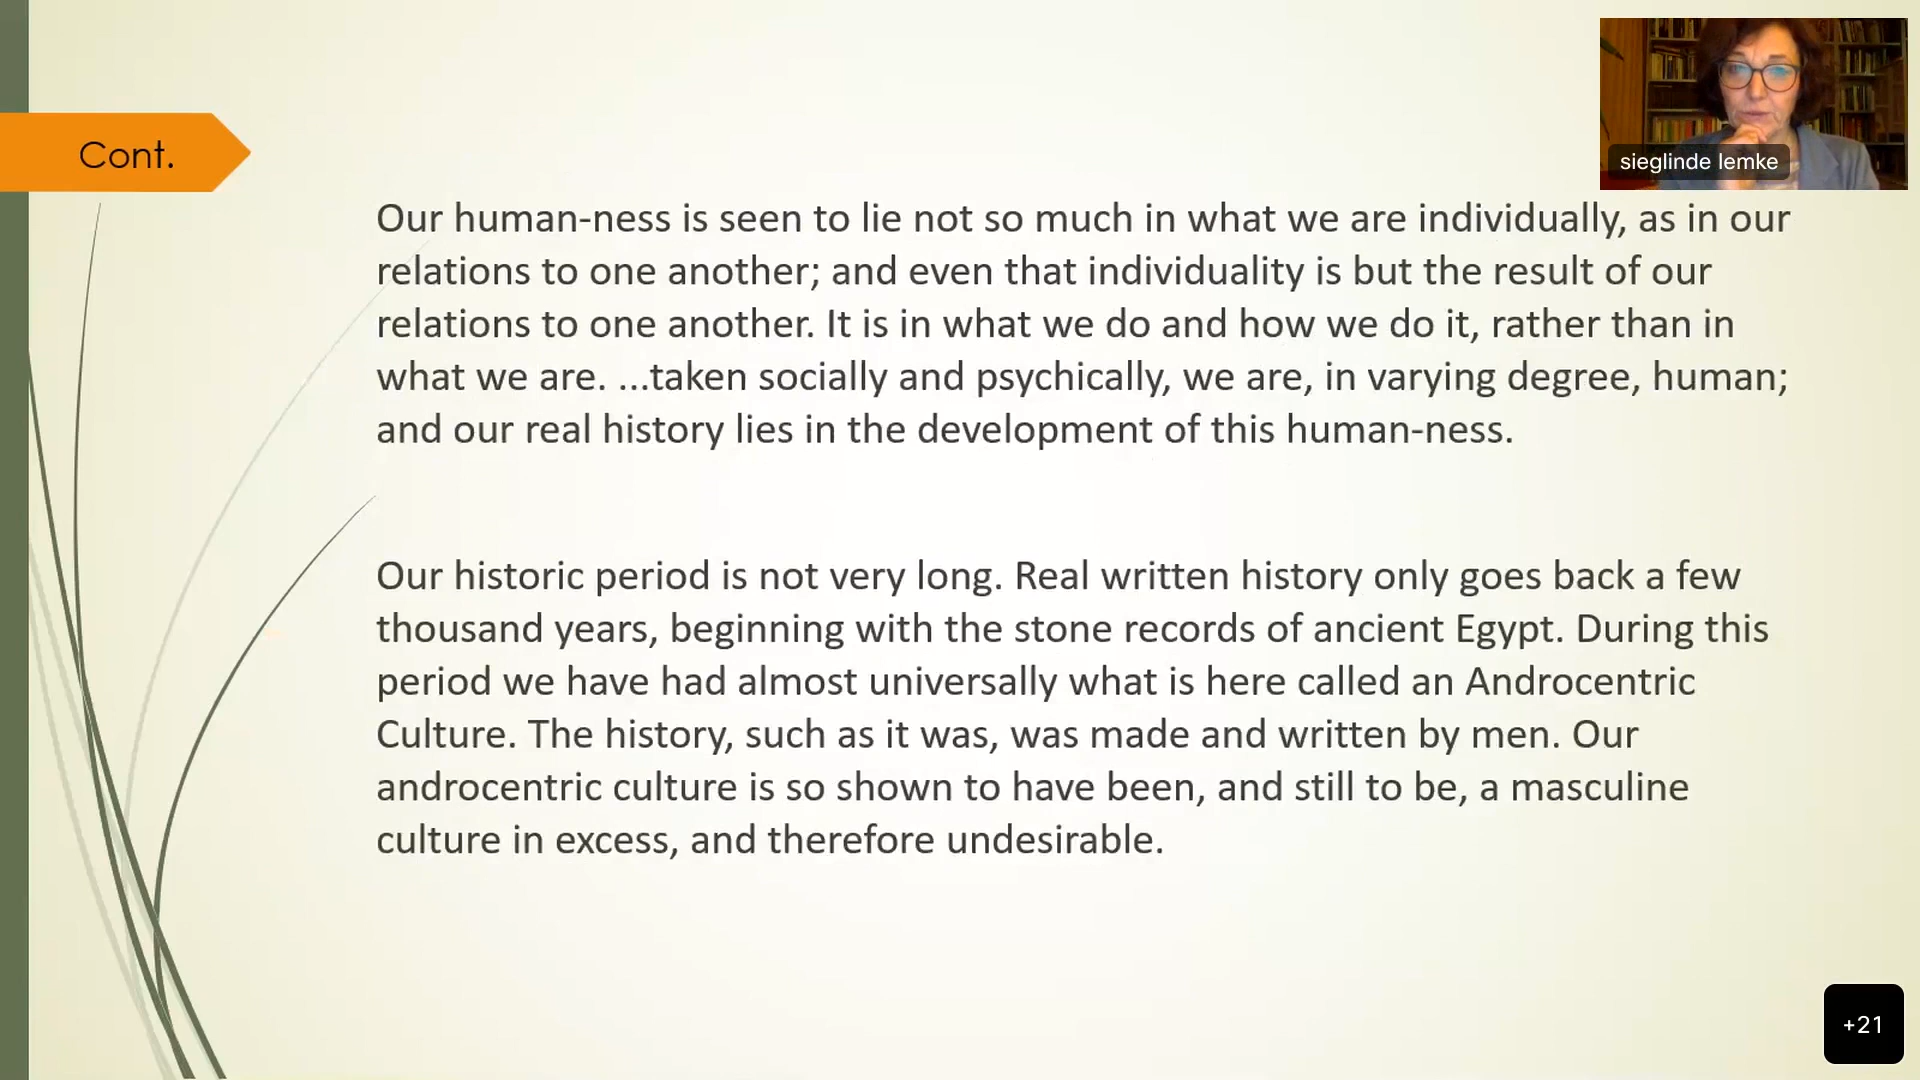 Cont.
sieglinde lemke
Our human-ness is seen to lie not so much in what we are individually, as in our
relations to one another; and even that individuality is but the result of our
relations to one another. It is in what we do and how we do it, rather than in
what we are. ...taken socially and psychically, we are, in varying degree, human;
and our real history lies in the development of this human-ness.
Our historic period is not very long. Real written history only goes back a few
thousand years, beginning with the stone records of ancient Egypt. During this
period we have had almost universally what is here called an Androcentric
Culture. The history, such as it was, was made and written by men. Our
androcentric culture is so shown to have been, and still to be, a masculine
culture in excess, and therefore undesirable.
+21